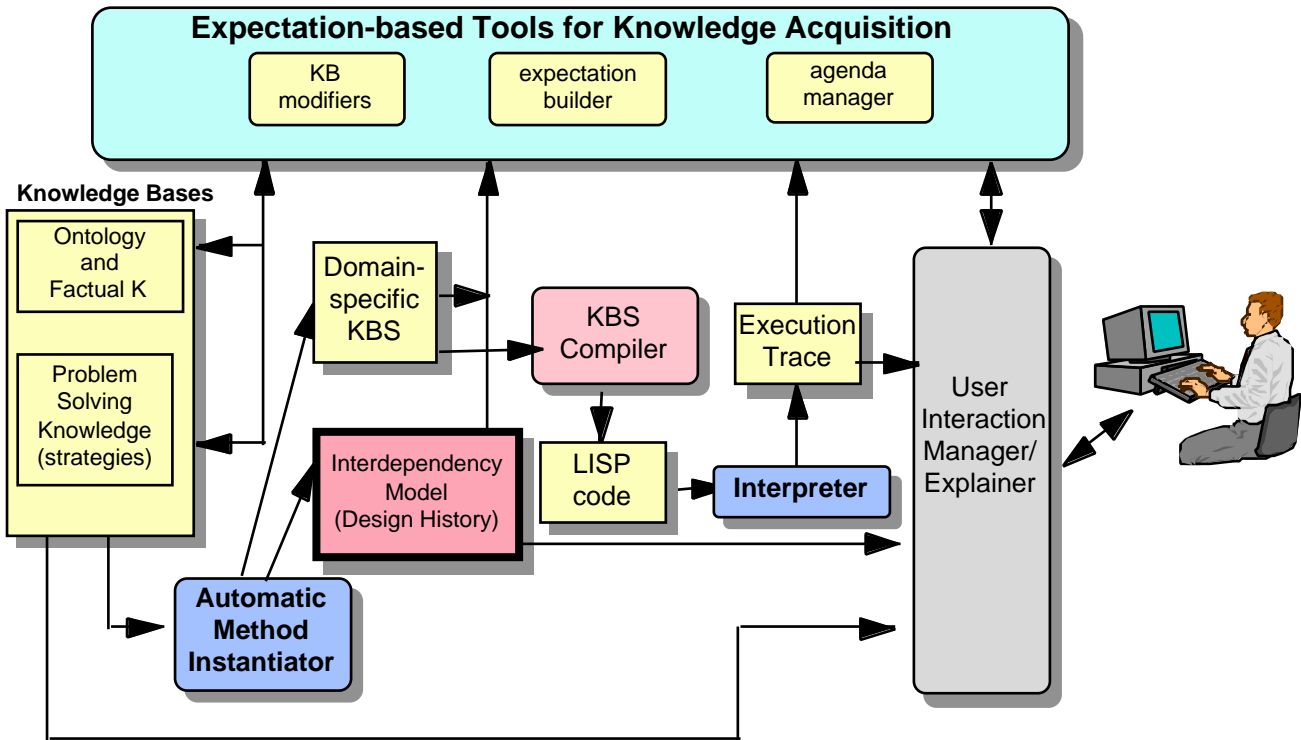 Expectation-based Tools for Knowledge Acquisition
KB
modifiers
expectation
builder
agenda
manager
Knowledge Bases
Ontology
and
Factual K
Problem
Solving
Knowledge
(strategies)
Domain-
specific
KBS
KBS
Compiler
Execution
Trace
Interdependency
Model
(Design History)
LISP
code
Interpreter
User
Interaction
Manager/
Explainer
Automatic
Method
Instantiator